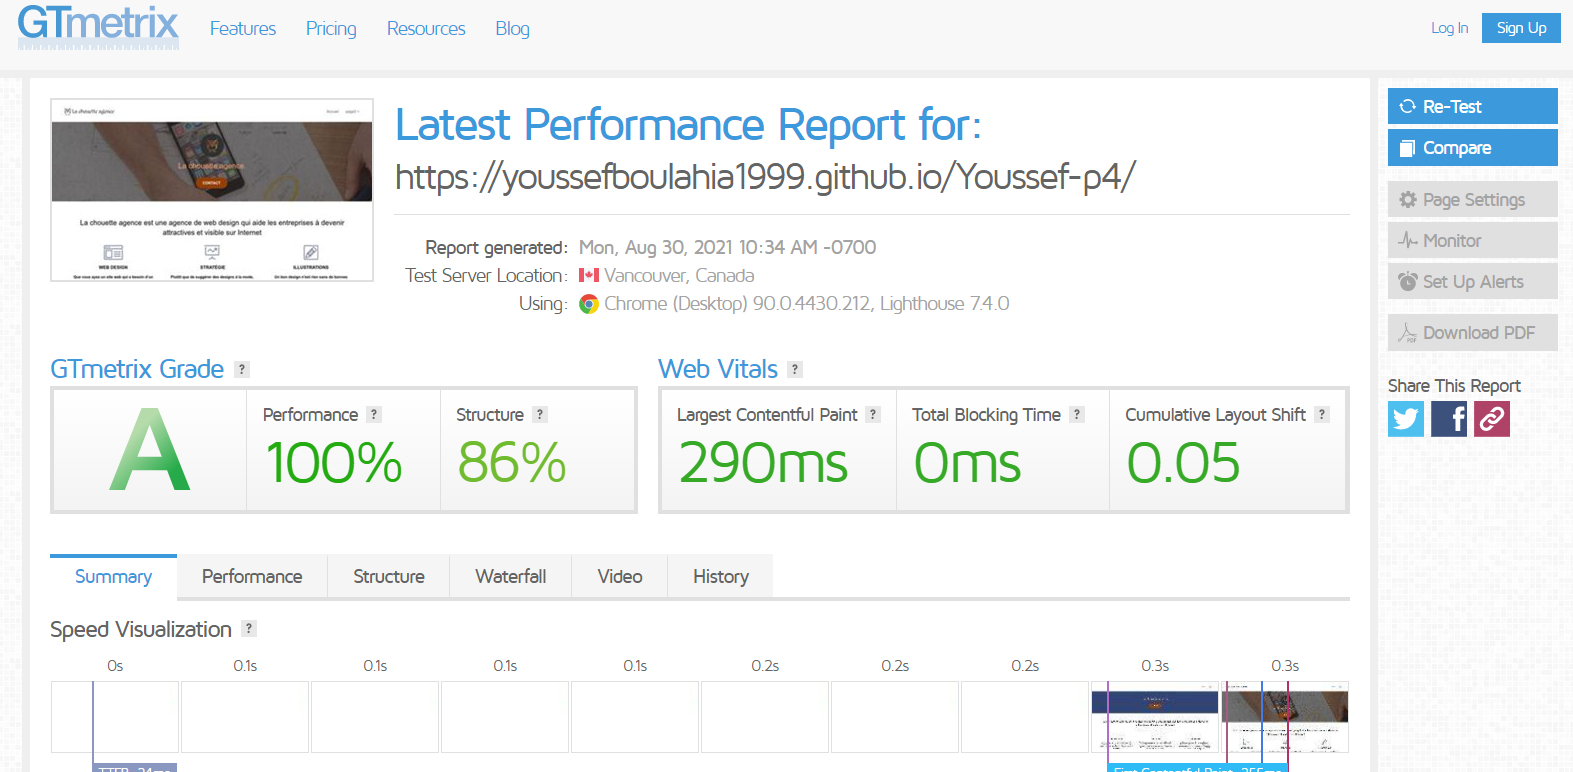 GTmetrix
Features Pricing Resources Blog
Log In Sign Up
La chouette agence
La chouette agence.
CONTACT
La chouette agence est une agence de web design qui aide les entreprises à devenir
attractives et visible sur Internet
WEB DESIGN STRATÉGIE ILLUSTRATIONS
Latest Performance Report for:
https://youssefboulahia1999.github.io/Youssef-p4/
Report generated: Mon, Aug 30, 2021 10:34 AM -0700
Test Server Location: Vancouver, Canada
Using: Chrome (Desktop) 90.0.4430.212, Lighthouse 7.4.0
Re-Test
Compare
Page Settings
Monitor
Set Up Alerts
Download PDF
Share This Report
GTmetrix Grade ?
A
Performance ?
100%
Structure ?
86%
Web Vitals ?
Largest Contentful Paint ?
290ms
Total Blocking Time ?
0ms
Cumulative Layout Shift ?
0.05
Summary Performance Structure Waterfall Video History
Speed Visualization ?
0s 0.1s 0.1s 0.1s 0.1s 0.2s 0.2s 0.2s 0.3s 0.3s